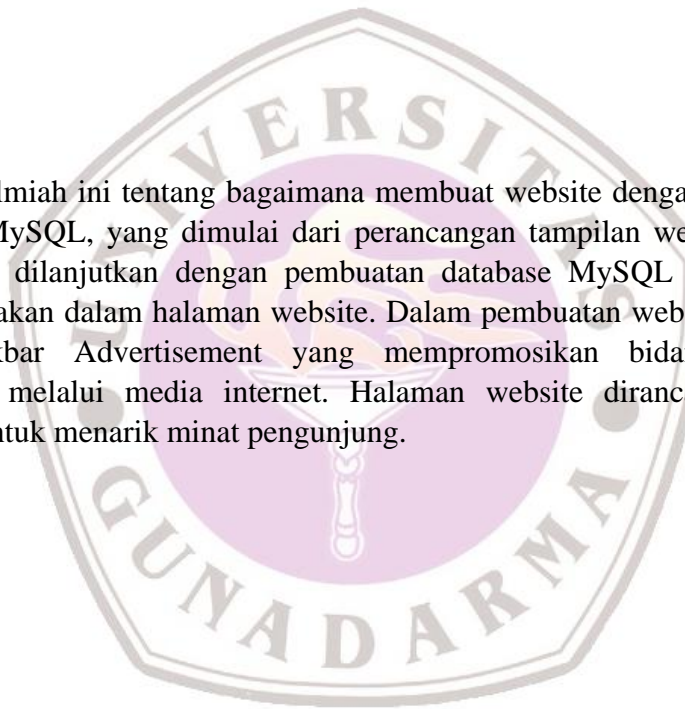 UNIVERSITAS
lmiah ini tentang bagaimana membuat website denga
MySQL, yang dimulai dari perancangan tampilan we
dilanjutkan dengan pembuatan database MySQL
akan dalam halaman website. Dalam pembuatan web
kbar Advertisement yang mempromosikan bida
melalui media internet. Halaman website diranc
ntuk menarik minat pengunjung.
GUNADARMA